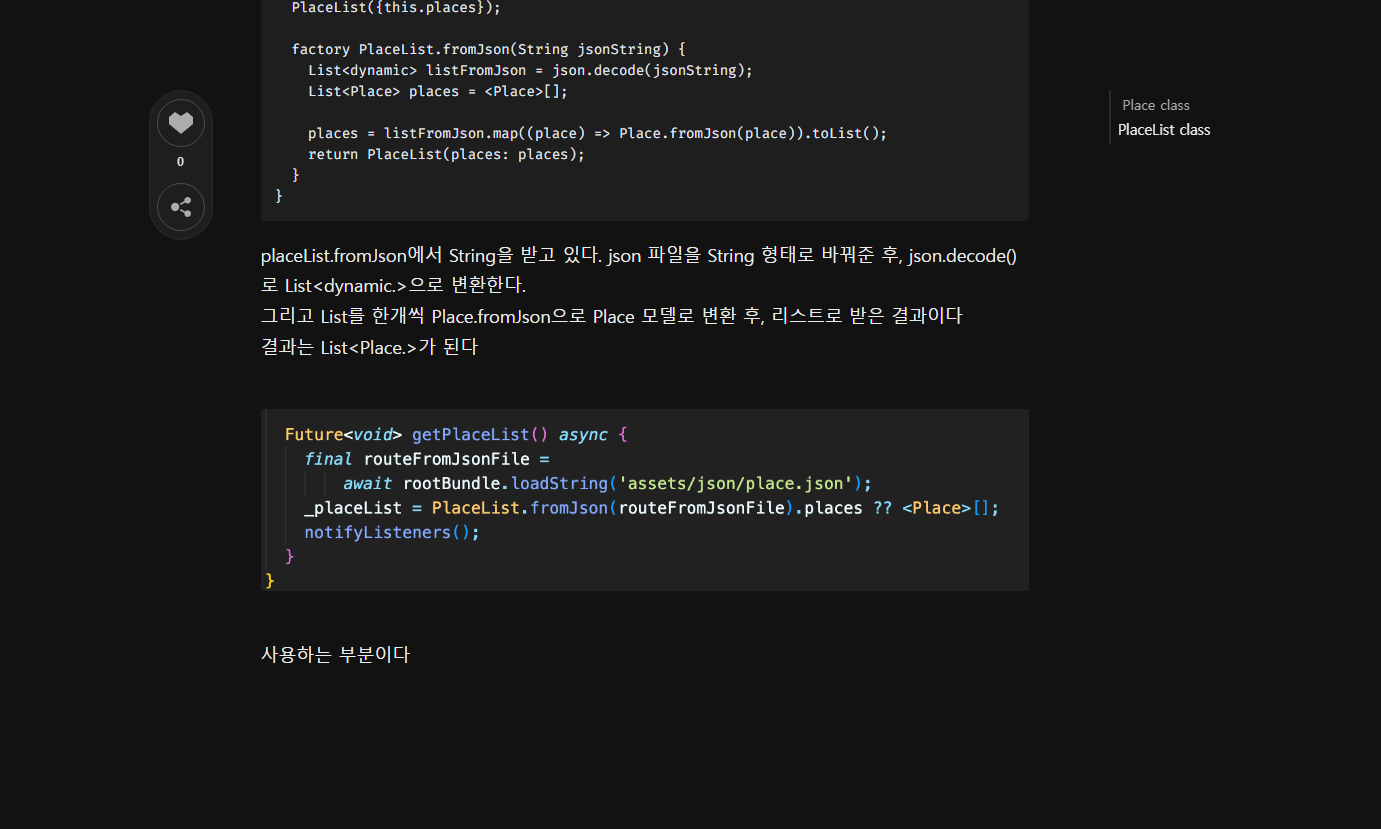 PlaceList({this.places});
factory PlaceList.fromJson(String jsonString) {
List<dynamic> listFromJson = json.decode(jsonString);
List<Place> places = <Place>[];
places = listFromJson.map((place) => Place.fromJson(place)).toList();
return PlaceList(places: places);
}
}
0
Place class
PlaceList class
placeList.fromJson에서 String을 받고 있다. json 파일을 String 형태로 바꿔준 후, json.decode()
로 List<dynamic.>으로 변환한다.
그리고 List를 한개씩 Place.fromJson으로 Place 모델로 변환 후, 리스트로 받은 결과이다
결과는 List<Place.>가 된다
Future<void> getPlaceList() async {
final routeFromJsonFile =
await rootBundle.loadString('assets/json/place.json');
_placeList = PlaceList.fromJson(routeFromJsonFile).places ?? <Place>[];
notifyListeners();
}
}
사용하는 부분이다